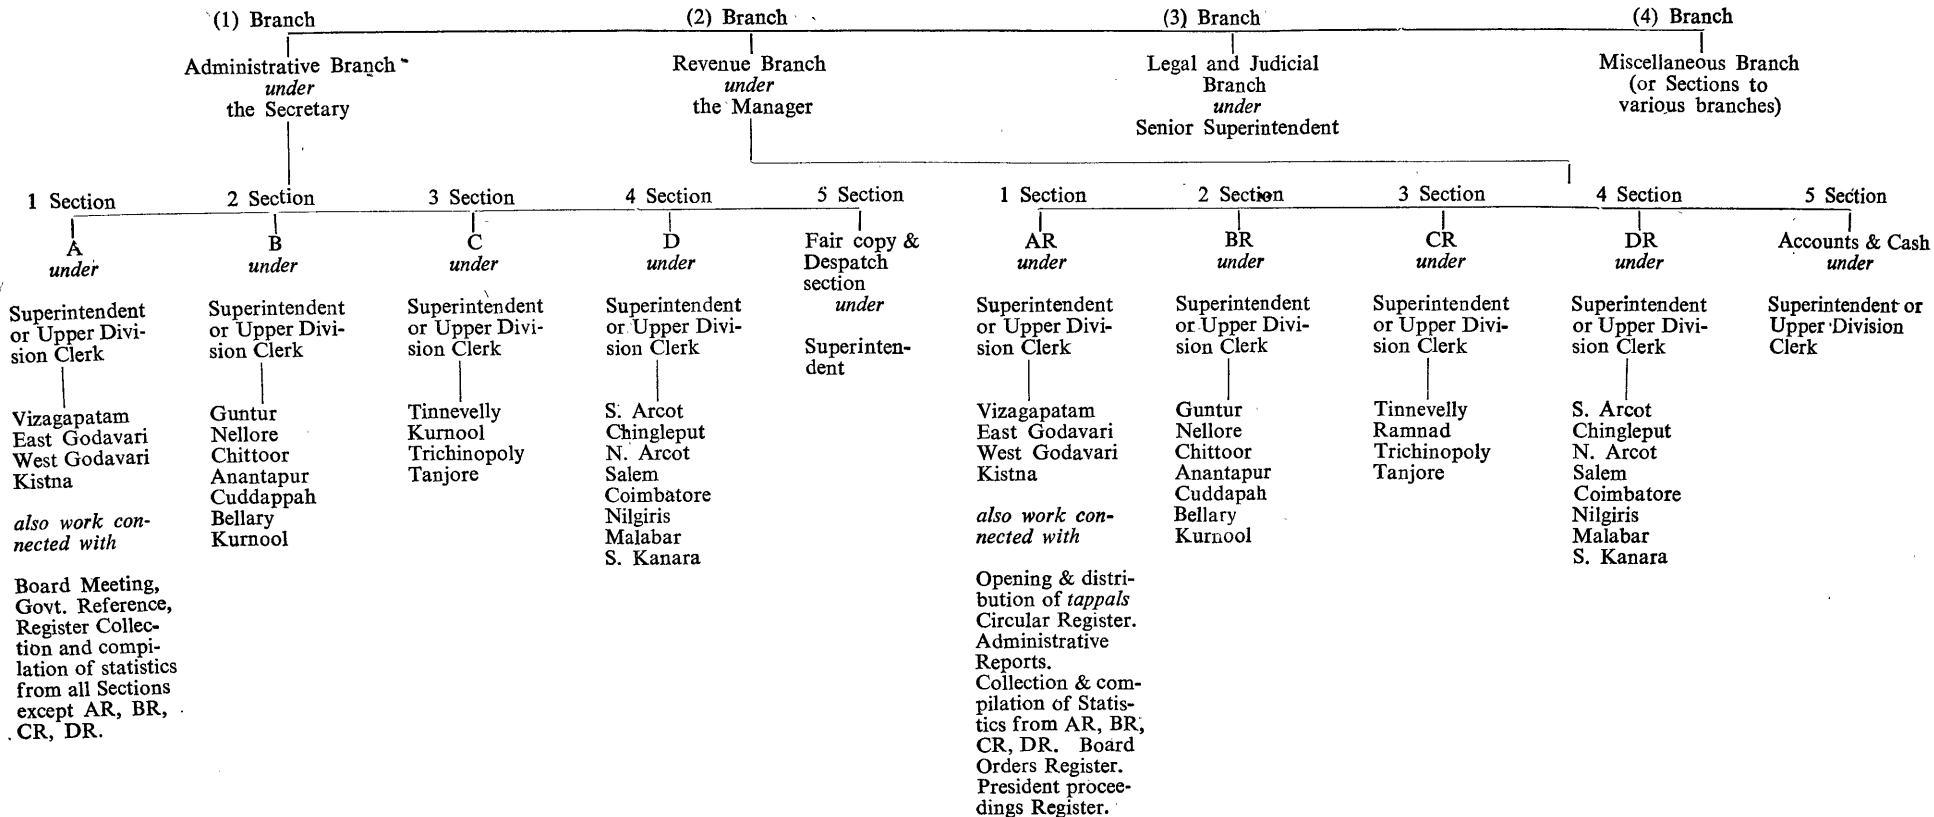 (1) Branch
(2) Branch
(3) Branch
(4) Branch
Administrative Branch
under
the Secretary
Revenue Branch
under
the Manager
Legal and Judicial
Branch
under
Senior Superintendent
Miscellaneous Branch
(or Sections to
various branches)
1 Section
A
under
Superintendent
or Upper Divi-
sion Clerk
Vizagapatam
East Godavari
West Godavari
Kistna
also work con-
nected with
Board Meeting,
Govt. Reference,
Register Collec-
tion and compi-
lation of statistics
from all Sections
except AR, BR,
CR, DR.
2 Section
B
under
Superintendent
or Upper Divi-
sion Clerk
Guntur
Nellore
Chittoor
Anantapur
Cuddappah
Bellary
Kurnool
3 Section
C
under
Superintendent
or Upper Divi-
sion Clerk
Tinnevelly
Kurnool
Trichinopoly
Tanjore
4 Section
D
under
Superintendent
or Upper Divi-
sion Clerk
S. Arcot
Chingleput
N. Arcot
Salem
Coimbatore
Nilgiris
Malabar
S. Kanara
5 Section
Fair copy &
Despatch
section
under
Superinten-
dent
1 Section
AR
under
Superintendent
or Upper Divi-
sion Clerk
Vizagapatam
East Godavari
West Godavari
Kistna
also work con-
nected with
Opening & distri-
bution of tappals
Circular Register.
Administrative
Reports.
Collection & com-
pilation of Statis-
tics from AR, BR,
CR, DR. Board
Orders Register.
President procee-
dings Register.
2 Section
BR
under
Superintendent
or Upper Divi-
sion Clerk
Guntur
Nellore
Chittoor
Anantapur
Cuddapah
Bellary
Kurnool
3 Section
CR
under
Superintendent
or Upper Divi-
sion Clerk
Tinnevelly
Ramnad
Trichinopoly
Tanjore
4 Section
DR
under
Superintendent
or Upper Divi-
sion Clerk
S. Arcot
Chingleput
N. Arcot
Salem
Coimbatore
Nilgiris
Malabar
S. Kanara
5 Section
Accounts & Cash
under
Superintendent or
Upper Division
Clerk